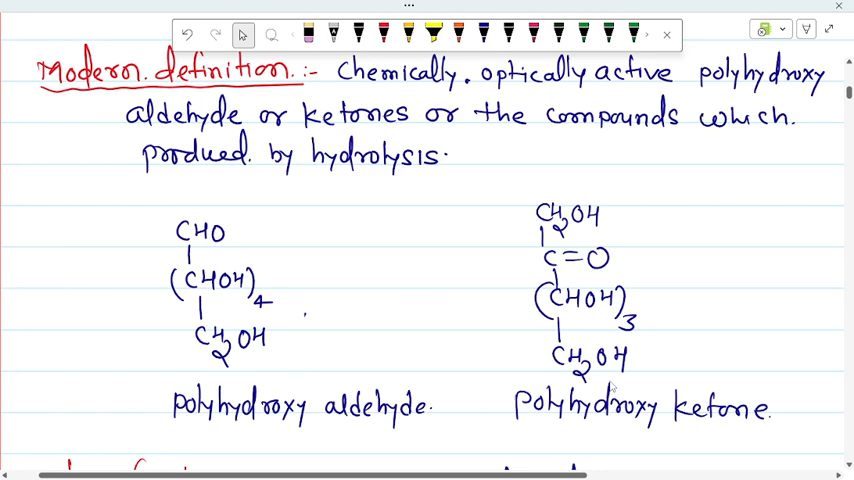 Modern definition :- Chemically, optically active polyhydroxy
aldehyde or ketones or the compounds which
produced by hydrolysis.
CHO
(CHOH)4
CH2OH
polyhydroxy aldehyde.
CH2OH
C=O
(CHOH)3
CH2OH
polyhydroxy ketone.